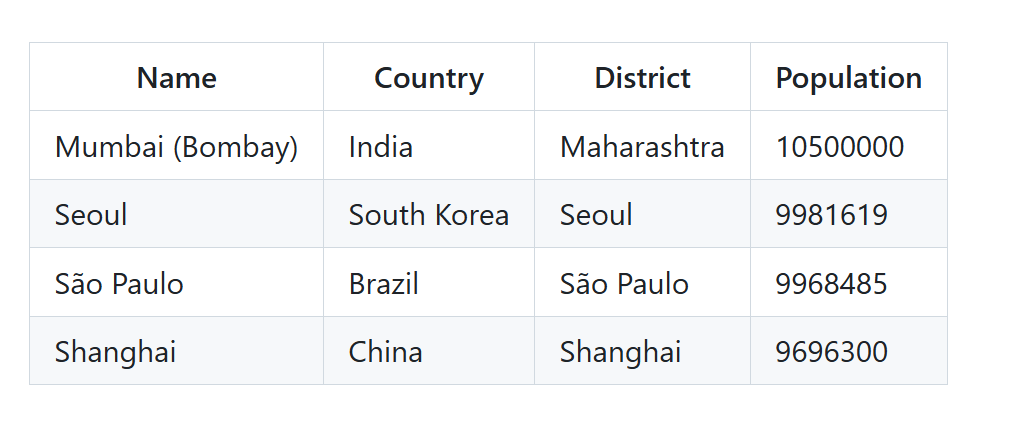 Name Country District Population
Mumbai (Bombay) India Maharashtra 10500000
Seoul South Korea Seoul 9981619
São Paulo Brazil São Paulo 9968485
Shanghai China Shanghai 9696300